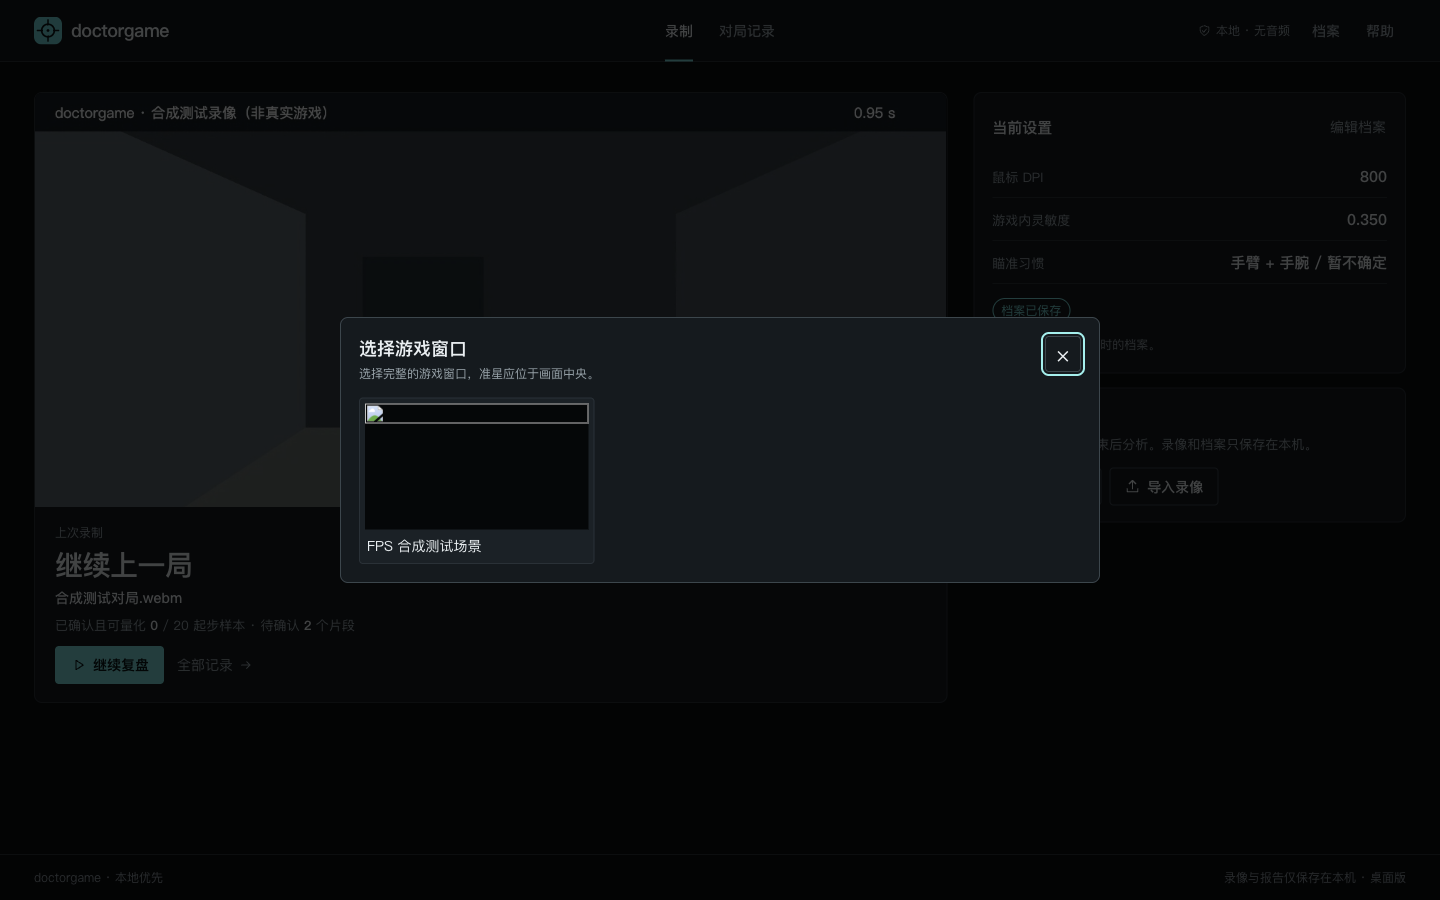 doctorgame
录制
对局记录
本地 · 无音频
档案
帮助
doctorgame · 合成测试录像（非真实游戏）
0.95 s
当前设置
编辑档案
鼠标 DPI
800
游戏内灵敏度
0.350
瞄准习惯
手臂 + 手腕 / 暂不确定
档案已保存
时的档案。
选择游戏窗口
选择完整的游戏窗口，准星应位于画面中央。
FPS 合成测试场景
束后分析。录像和档案只保存在本机。
导入录像
上次录制
继续上一局
合成测试对局.webm
已确认且可量化 0 / 20 起步样本 · 待确认 2 个片段
继续复盘
全部记录 →
doctorgame · 本地优先
录像与报告仅保存在本机 · 桌面版